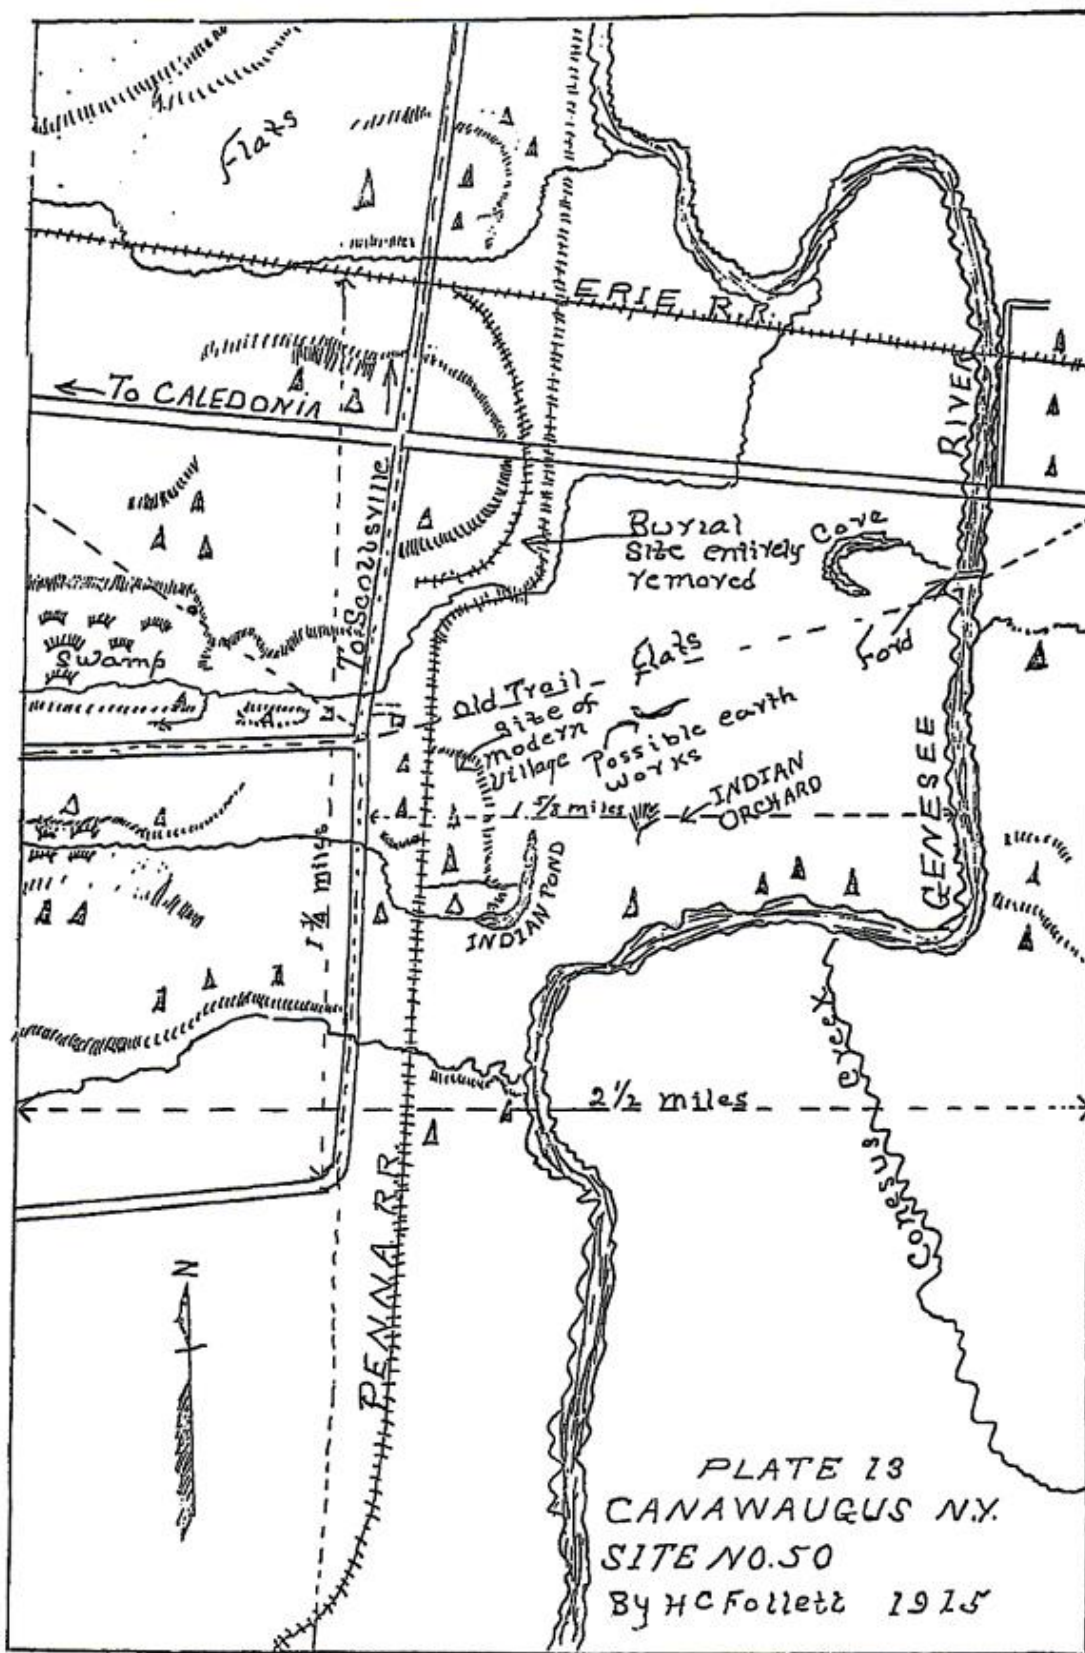 Flats
ERIE R.R.
← To CALEDONIA
RIVER
To Scottsville
Burial
Site entirely
removed
Cove
Swamp
Ford
Flats
Old Trail
Site of
modern
Village
Possible earth
works
INDIAN
ORCHARD
1 5/8 miles
GENESEE
1 3/4 miles
INDIAN POND
Conesus creek
2 1/2 miles
PENNA R.R.
N
PLATE 13
CANAWAUGUS N.Y.
SITE NO. 50
By H C Follett 1915